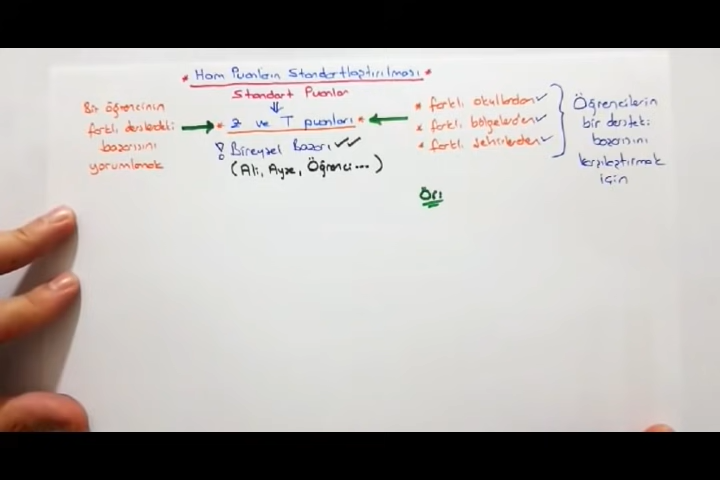 * Ham Puanların Standartlaştırılması *
Standart Puanlar
* z ve T puanları *
! Bireysel Başarı ✓✓
(Ali, Ayşe, Öğrenci...)
Bir öğrencinin
farklı derslerdeki
başarısını
yorumlamak
* farklı okullardan ✓
* farklı bölgelerden ✓
* farklı şehirlerden ✓
Öğrencilerin
bir dersteki
başarısını
karşılaştırmak
için
Ör: